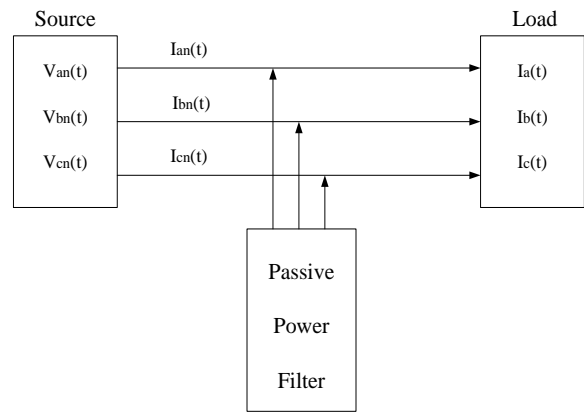 Source
Load
Van(t)
Ian(t)
Ia(t)
Vbn(t)
Ibn(t)
Ib(t)
Vcn(t)
Icn(t)
Ic(t)
Passive
Power
Filter